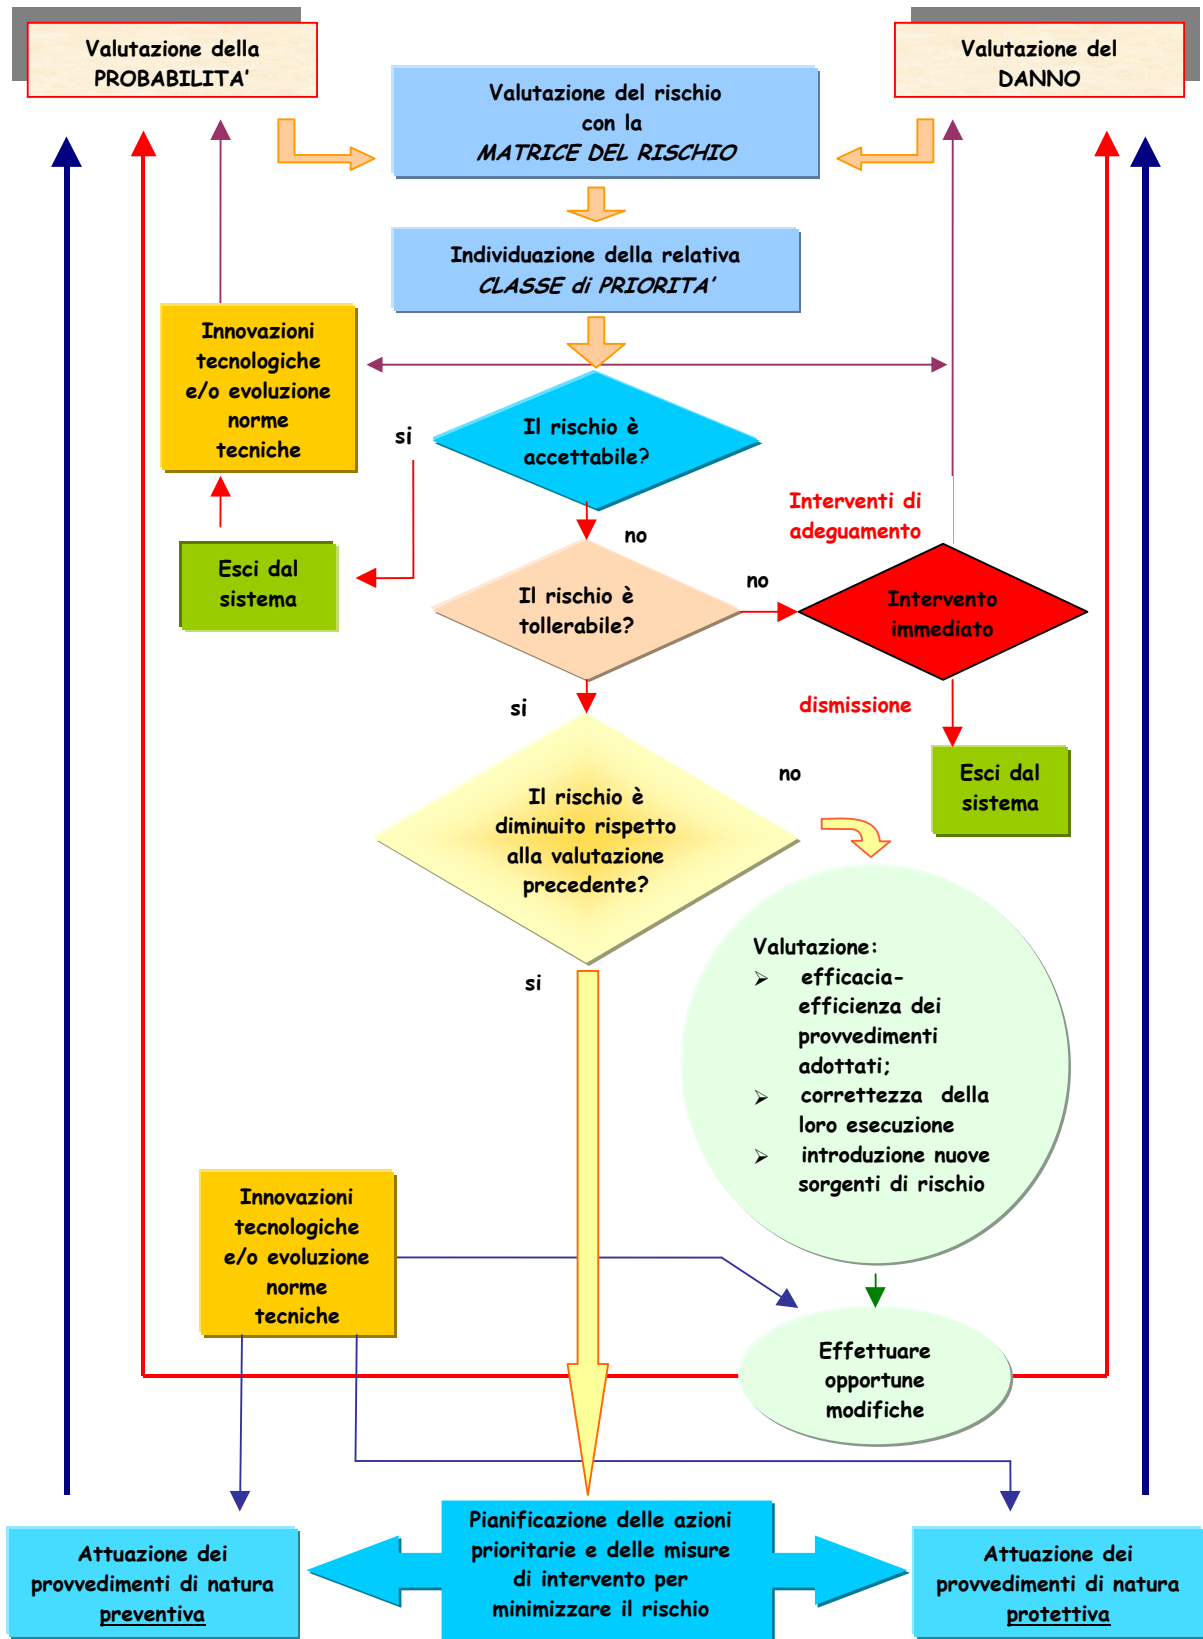 Valutazione della
PROBABILITA’
Valutazione del
DANNO
Valutazione del rischio
con la
MATRICE DEL RISCHIO
Individuazione della relativa
CLASSE di PRIORITA’
Innovazioni
tecnologiche
e/o evoluzione
norme
tecniche
si
Il rischio è
accettabile?
Interventi di
adeguamento
no
Esci dal
sistema
Il rischio è
tollerabile?
no
Intervento
immediato
si
dismissione
Esci dal
sistema
no
Il rischio è
diminuito rispetto
alla valutazione
precedente?
si
Valutazione:
➢ efficacia-
efficienza dei
provvedimenti
adottati;
➢ correttezza della
loro esecuzione
➢ introduzione nuove
sorgenti di rischio
Innovazioni
tecnologiche
e/o evoluzione
norme
tecniche
Effettuare
opportune
modifiche
Attuazione dei
provvedimenti di natura
preventiva
Pianificazione delle azioni
prioritarie e delle misure
di intervento per
minimizzare il rischio
Attuazione dei
provvedimenti di natura
protettiva